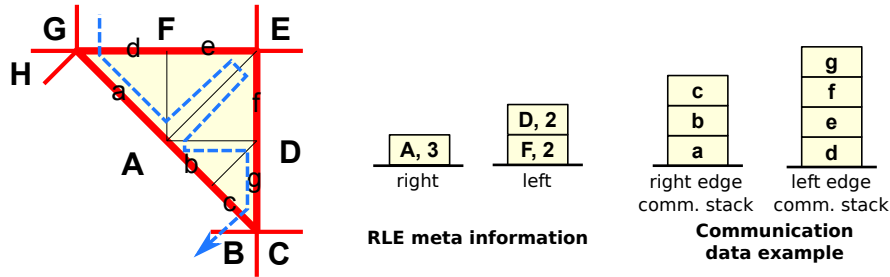 G F E
d e
H
a f
A D
b g
c
B C
A, 3
right
D, 2
F, 2
left
RLE meta information
c
b
a
right edge
comm. stack
g
f
e
d
left edge
comm. stack
Communication
data example